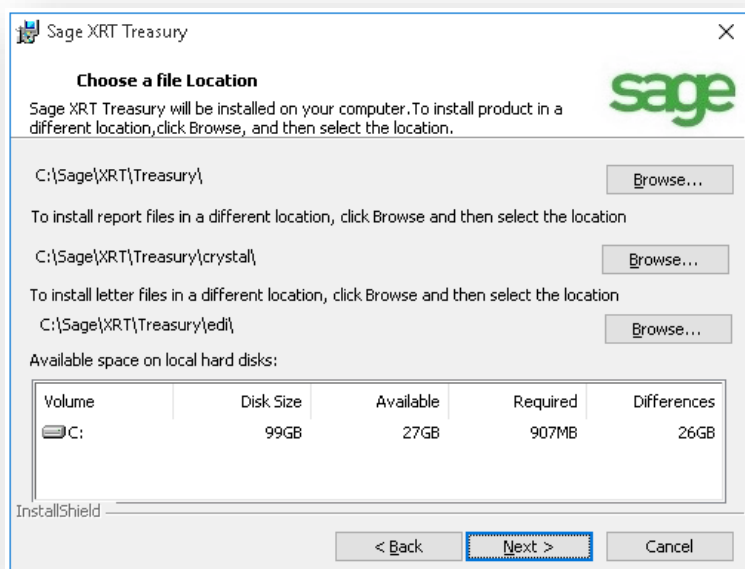 Sage XRT Treasury
Choose a file Location
sage
Sage XRT Treasury will be installed on your computer.To install product in a
different location,click Browse, and then select the location.
C:\Sage\XRT\Treasury\
Browse...
To install report files in a different location, click Browse and then select the location
C:\Sage\XRT\Treasury\crystal\
Browse...
To install letter files in a different location, click Browse and then select the location
C:\Sage\XRT\Treasury\edi\
Browse...
Available space on local hard disks:
Volume Disk Size Available Required Differences
C: 99GB 27GB 907MB 26GB
InstallShield
< Back Next > Cancel